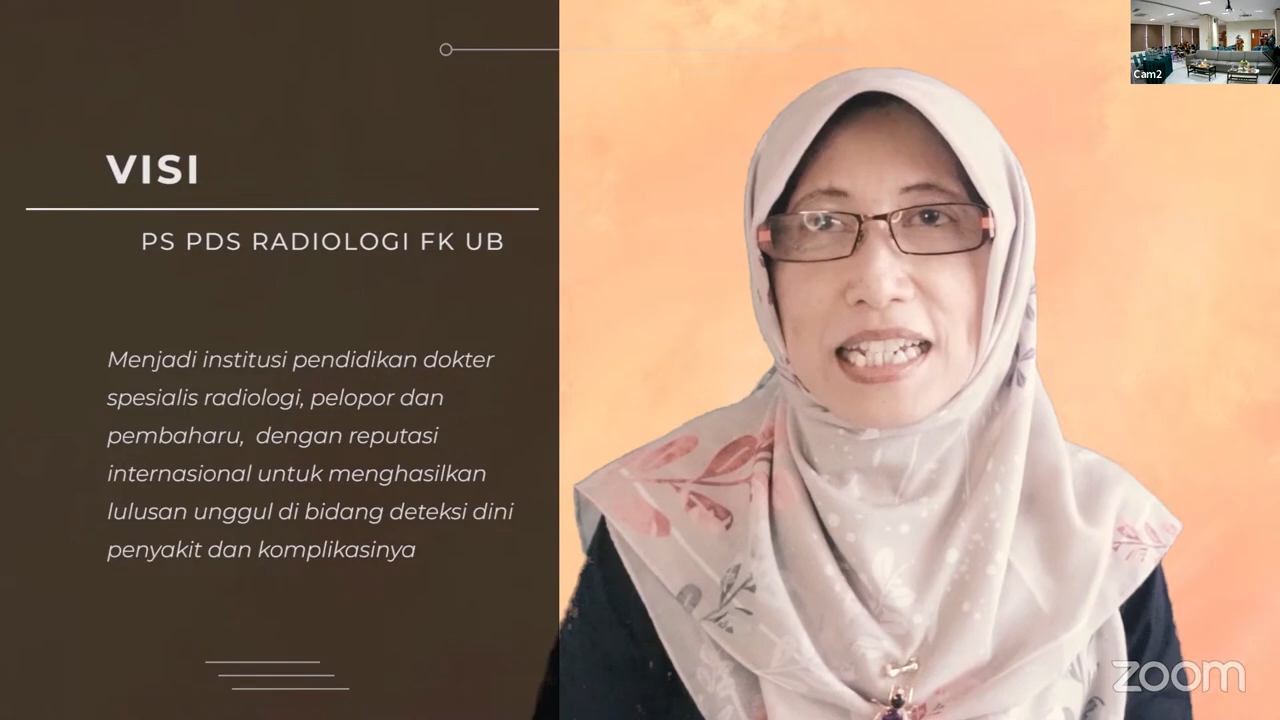 VISI
PS PDS RADIOLOGI FK UB
Menjadi institusi pendidikan dokter
spesialis radiologi, pelopor dan
pembaharu,  dengan reputasi
internasional untuk menghasilkan
lulusan unggul di bidang deteksi dini
penyakit dan komplikasinya
Cam2
zoom